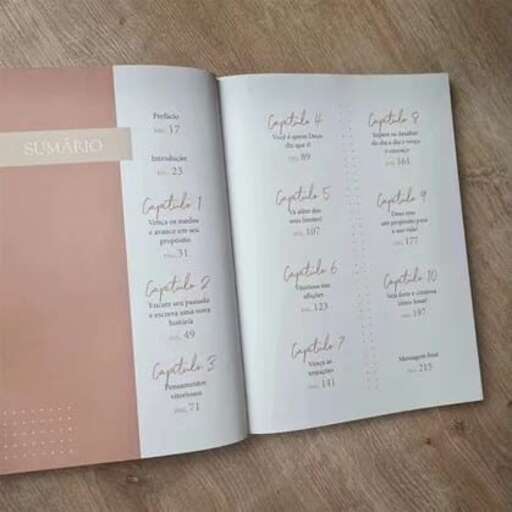 SUMÁRIO
Prefácio
PÁG. 17
Introdução
PÁG. 23
Capítulo 1
Vença os medos
e avance em seu
propósito
PÁG. 31
Capítulo 2
Encare seu passado
e escreva uma nova
história
PÁG. 49
Capítulo 3
Pensamentos
vitoriosos
PÁG. 71
Capítulo 4
Você é quem Deus
diz que é
PÁG. 89
Capítulo 5
Vá além dos
seus limites!
PÁG. 107
Capítulo 6
Vitoriosa nas
aflições
PÁG. 123
Capítulo 7
Vença as
tentações
PÁG. 141
Capítulo 8
Supere os desafios
do dia a dia e vença
o cansaço
PÁG. 161
Capítulo 9
Deus tem
um propósito para
a sua vida!
PÁG. 177
Capítulo 10
Seja forte e corajosa
PÁG. 197
Mensagem final
PÁG. 215